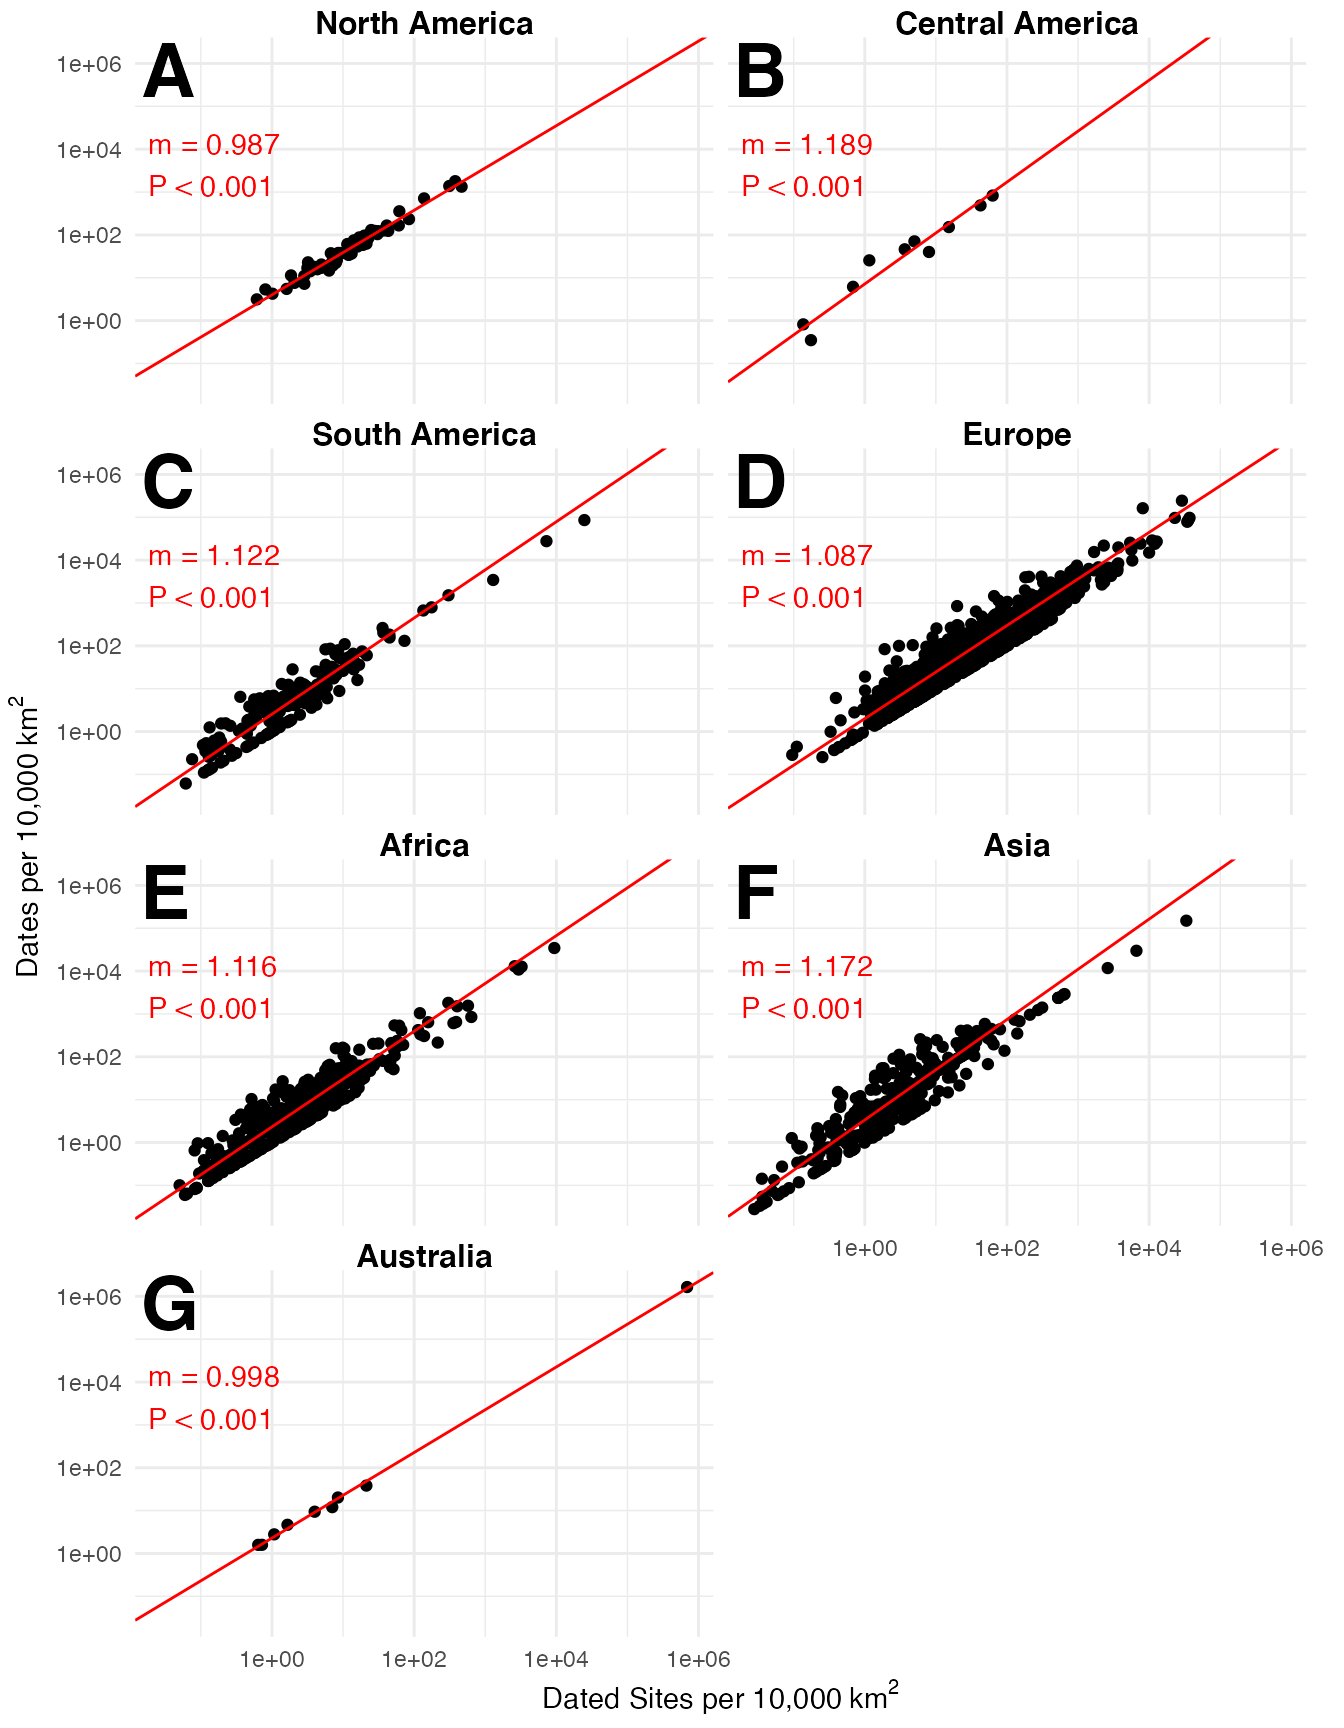 North America
A
m = 0.987
P < 0.001
1e+06
1e+04
1e+02
1e+00
Central America
B
m = 1.189
P < 0.001
South America
C
m = 1.122
P < 0.001
1e+06
1e+04
1e+02
1e+00
Europe
D
m = 1.087
P < 0.001
Africa
E
m = 1.116
P < 0.001
1e+06
1e+04
1e+02
1e+00
Asia
F
m = 1.172
P < 0.001
1e+00 1e+02 1e+04 1e+06
Australia
G
m = 0.998
P < 0.001
1e+06
1e+04
1e+02
1e+00
1e+00 1e+02 1e+04 1e+06
Dates per 10,000 km²
Dated Sites per 10,000 km²